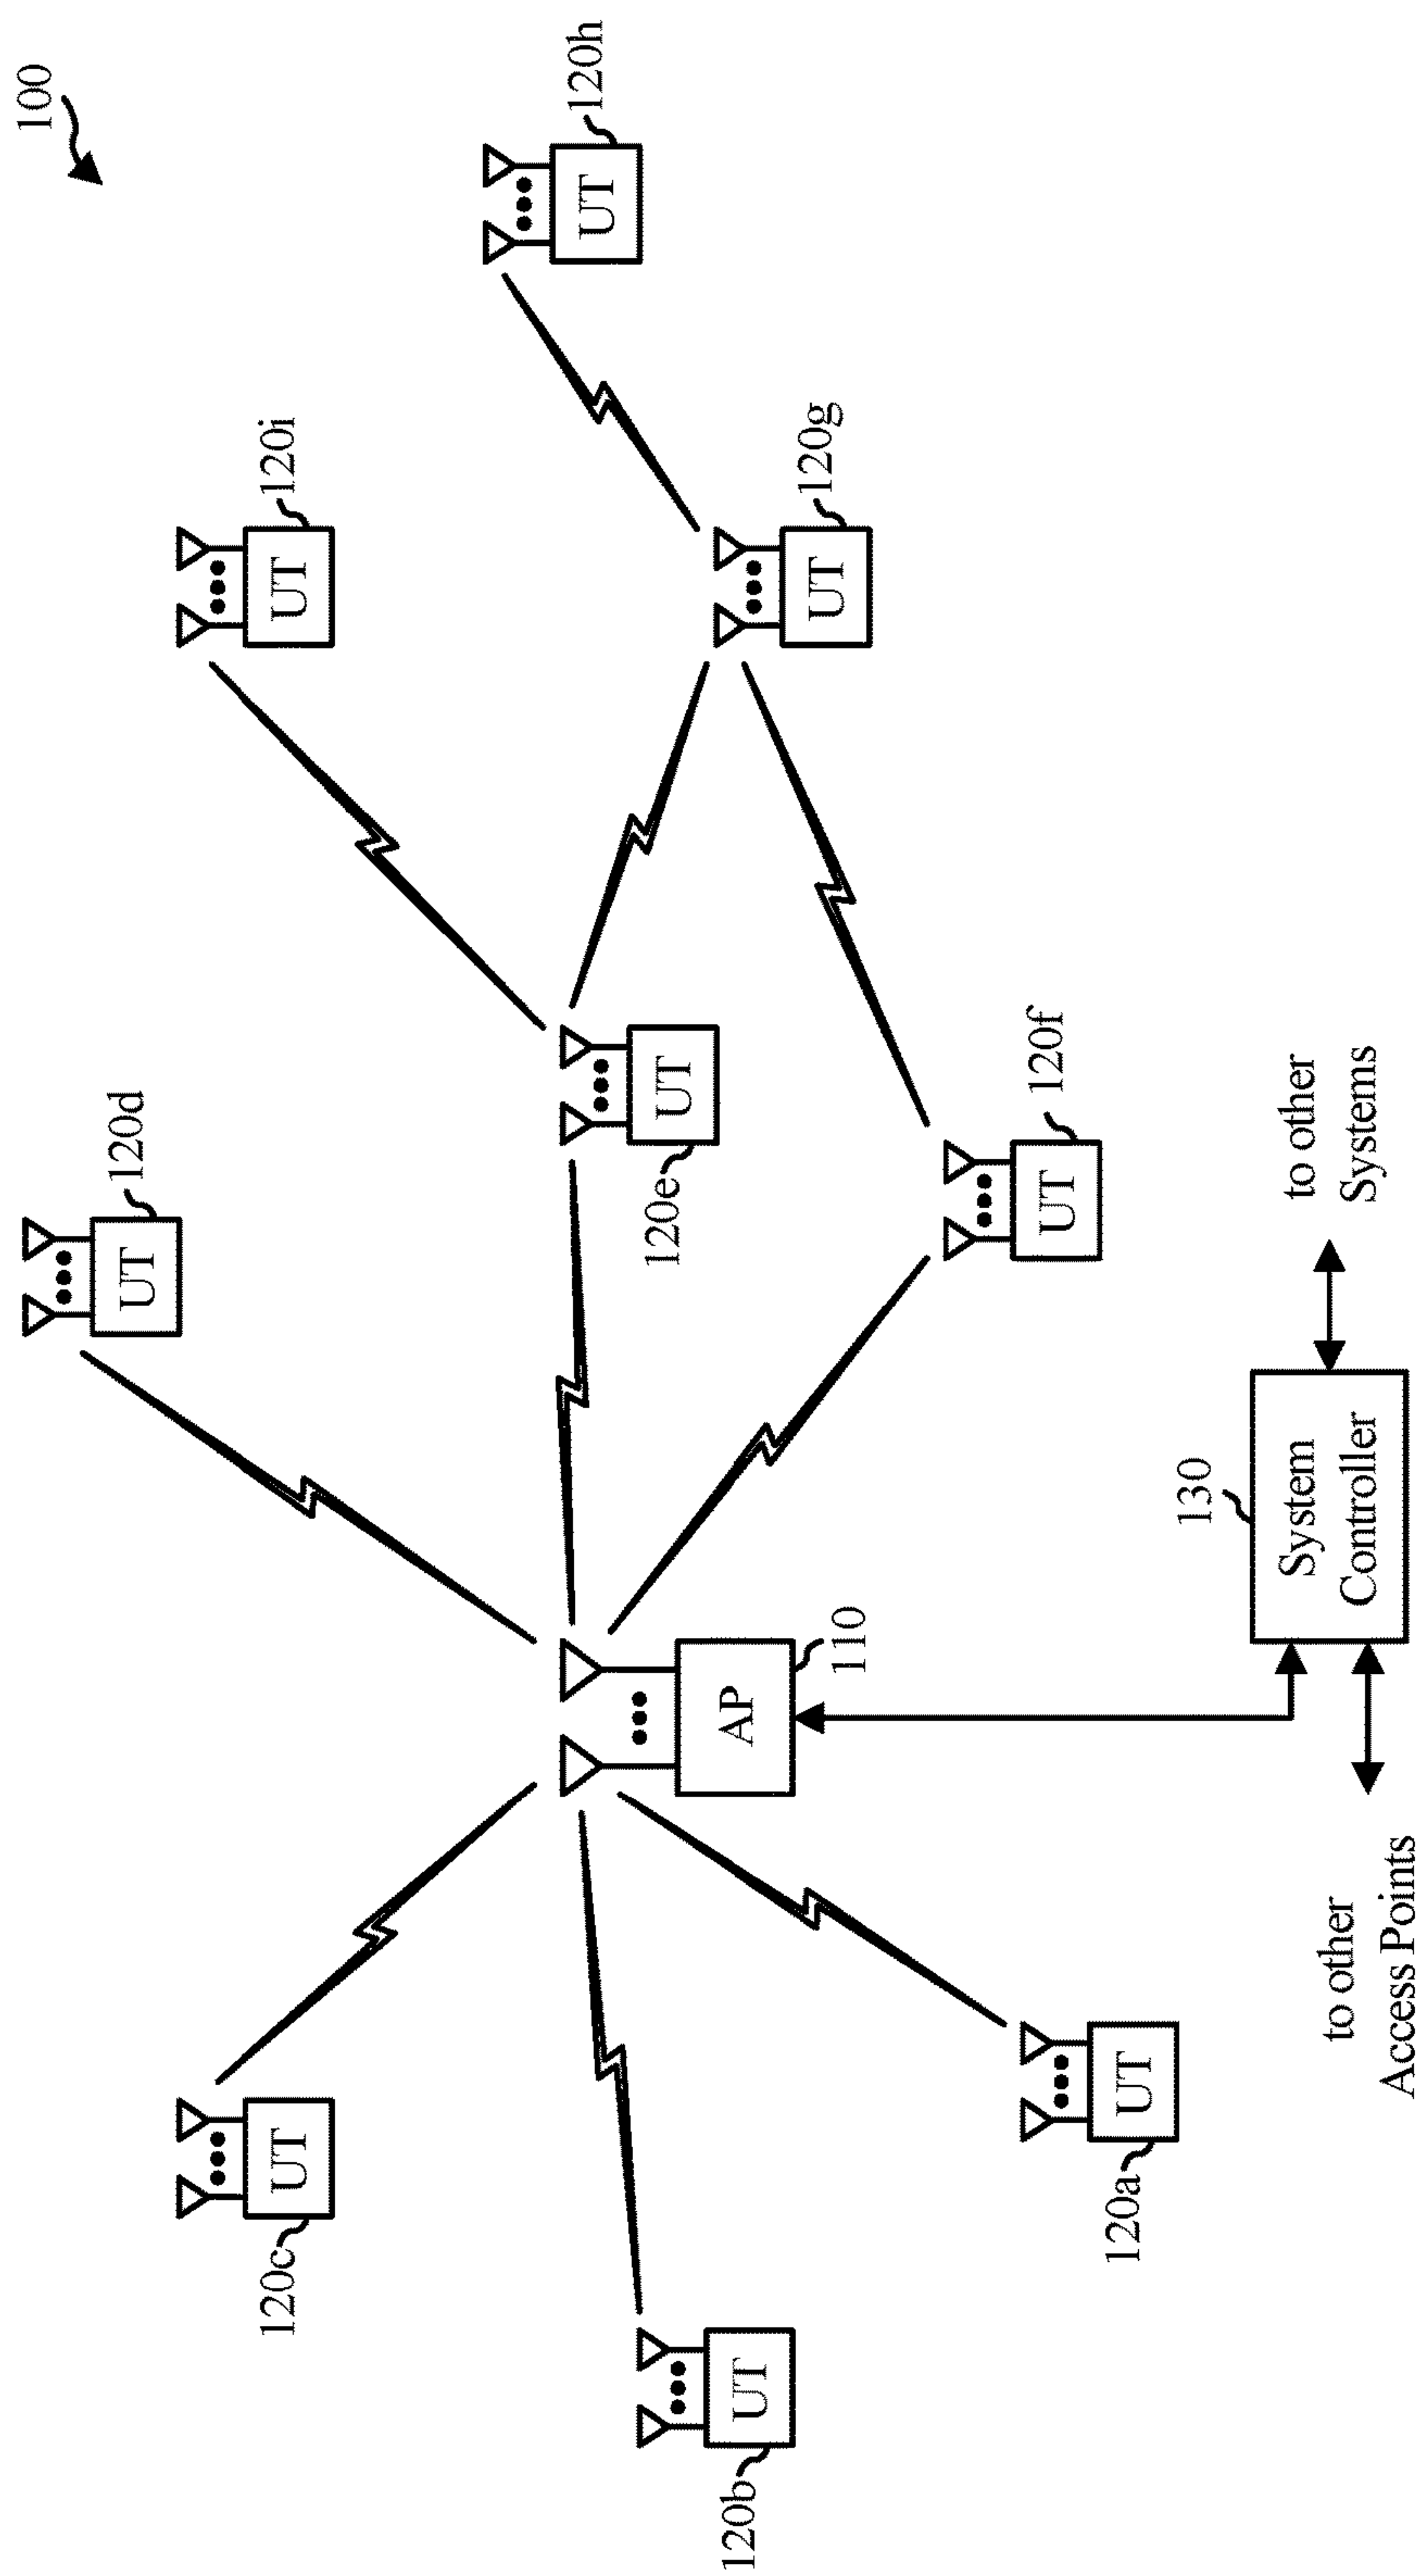 100
120d
UT
120i
UT
120c
UT
120h
UT
120e
UT
120g
UT
120b
UT
AP
110
120f
UT
120a
UT
130
System
Controller
to other
Systems
to other
Access Points